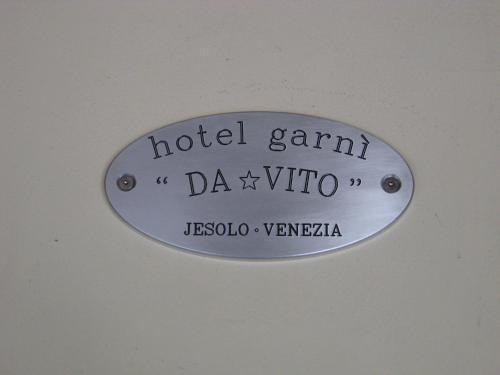 hotel garnì
“ DA ☆ VITO ”
JESOLO ∘ VENEZIA